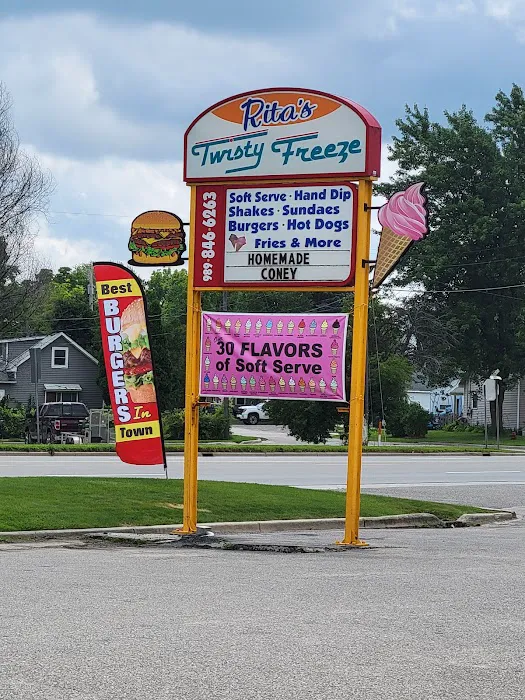 Rita's
Twisty Freeze
989-846-6263
Soft Serve · Hand Dip
Shakes · Sundaes
Burgers · Hot Dogs
Fries & More
HOMEMADE
CONEY
30 FLAVORS
of Soft Serve
Best
BURGERS
In
Town